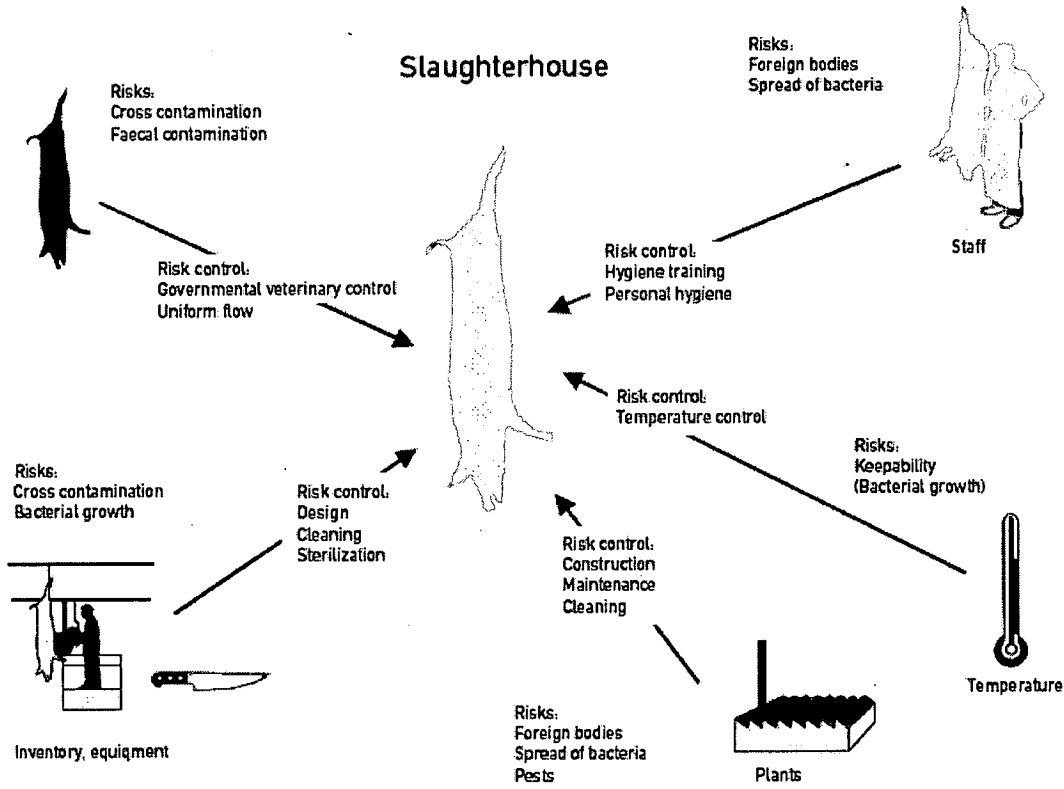 Slaughterhouse
Risks:
Cross contamination
Faecal contamination
Risks:
Foreign bodies
Spread of bacteria
Staff
Risk control:
Governmental veterinary control
Uniform flow
Risk control:
Hygiene training
Personal hygiene
Risk control:
Temperature control
Risks:
Keepability
(Bacterial growth)
Temperature
Risks:
Cross contamination
Bacterial growth
Risk control:
Design
Cleaning
Sterilization
Inventory, equiqment
Risk control:
Construction
Maintenance
Cleaning
Risks:
Foreign bodies
Spread of bacteria
Pests
Plants